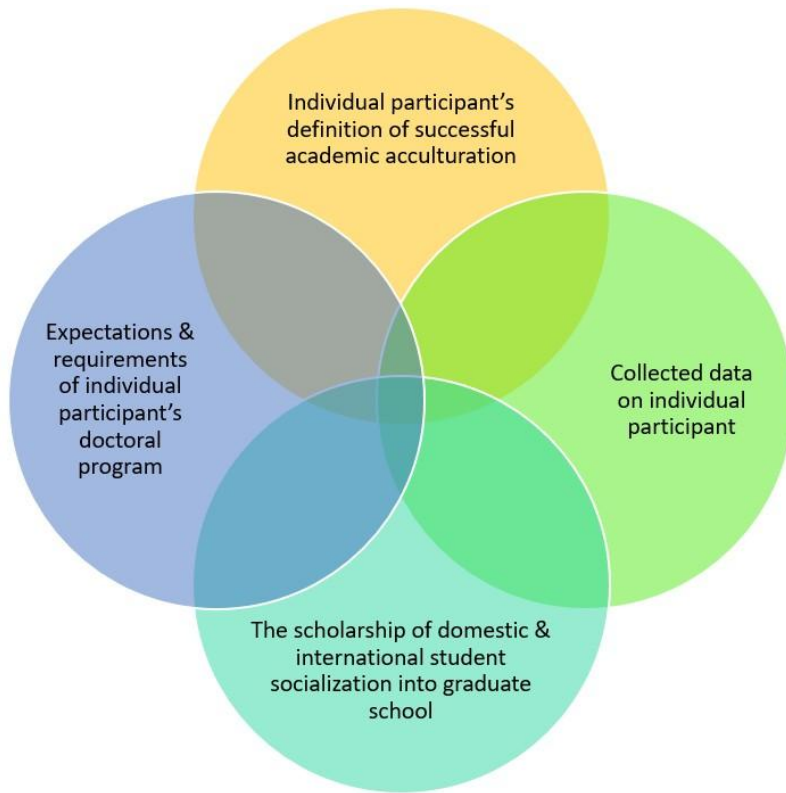 Individual participant’s
definition of successful
academic acculturation
Expectations &
requirements
of individual
participant’s
doctoral
program
Collected data
on individual
participant
The scholarship of domestic &
international student
socialization into graduate
school